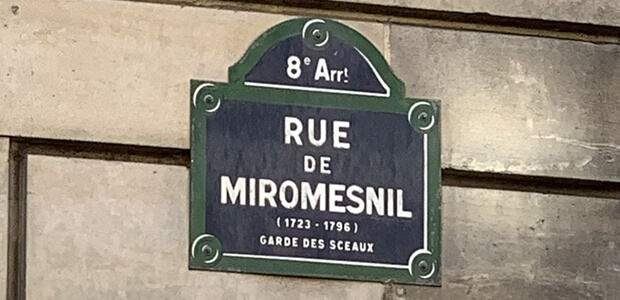 8e Arrt
RUE
DE
MIROMESNIL
(1723 - 1796)
GARDE DES SCEAUX